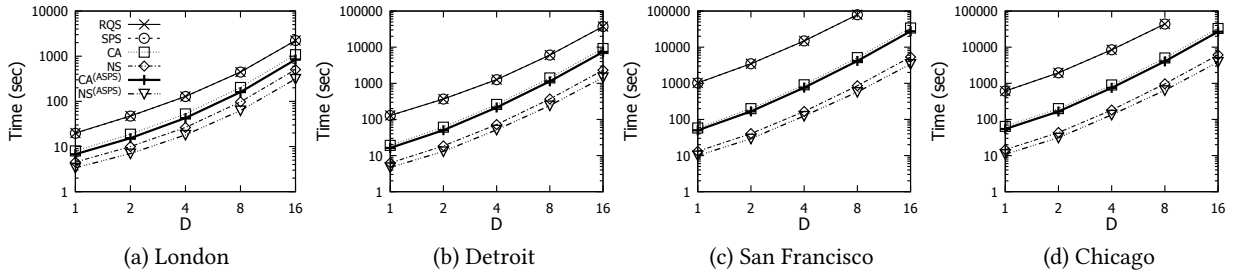 RQS
SPS
CA
NS
CA(ASPS)
NS(ASPS)
Time (sec)
10000
1000
100
10
1
1 2 4 8 16
D
(a) London
Time (sec)
100000
10000
1000
100
10
1
1 2 4 8 16
D
(b) Detroit
Time (sec)
100000
10000
1000
100
10
1
1 2 4 8 16
D
(c) San Francisco
Time (sec)
100000
10000
1000
100
10
1
1 2 4 8 16
D
(d) Chicago